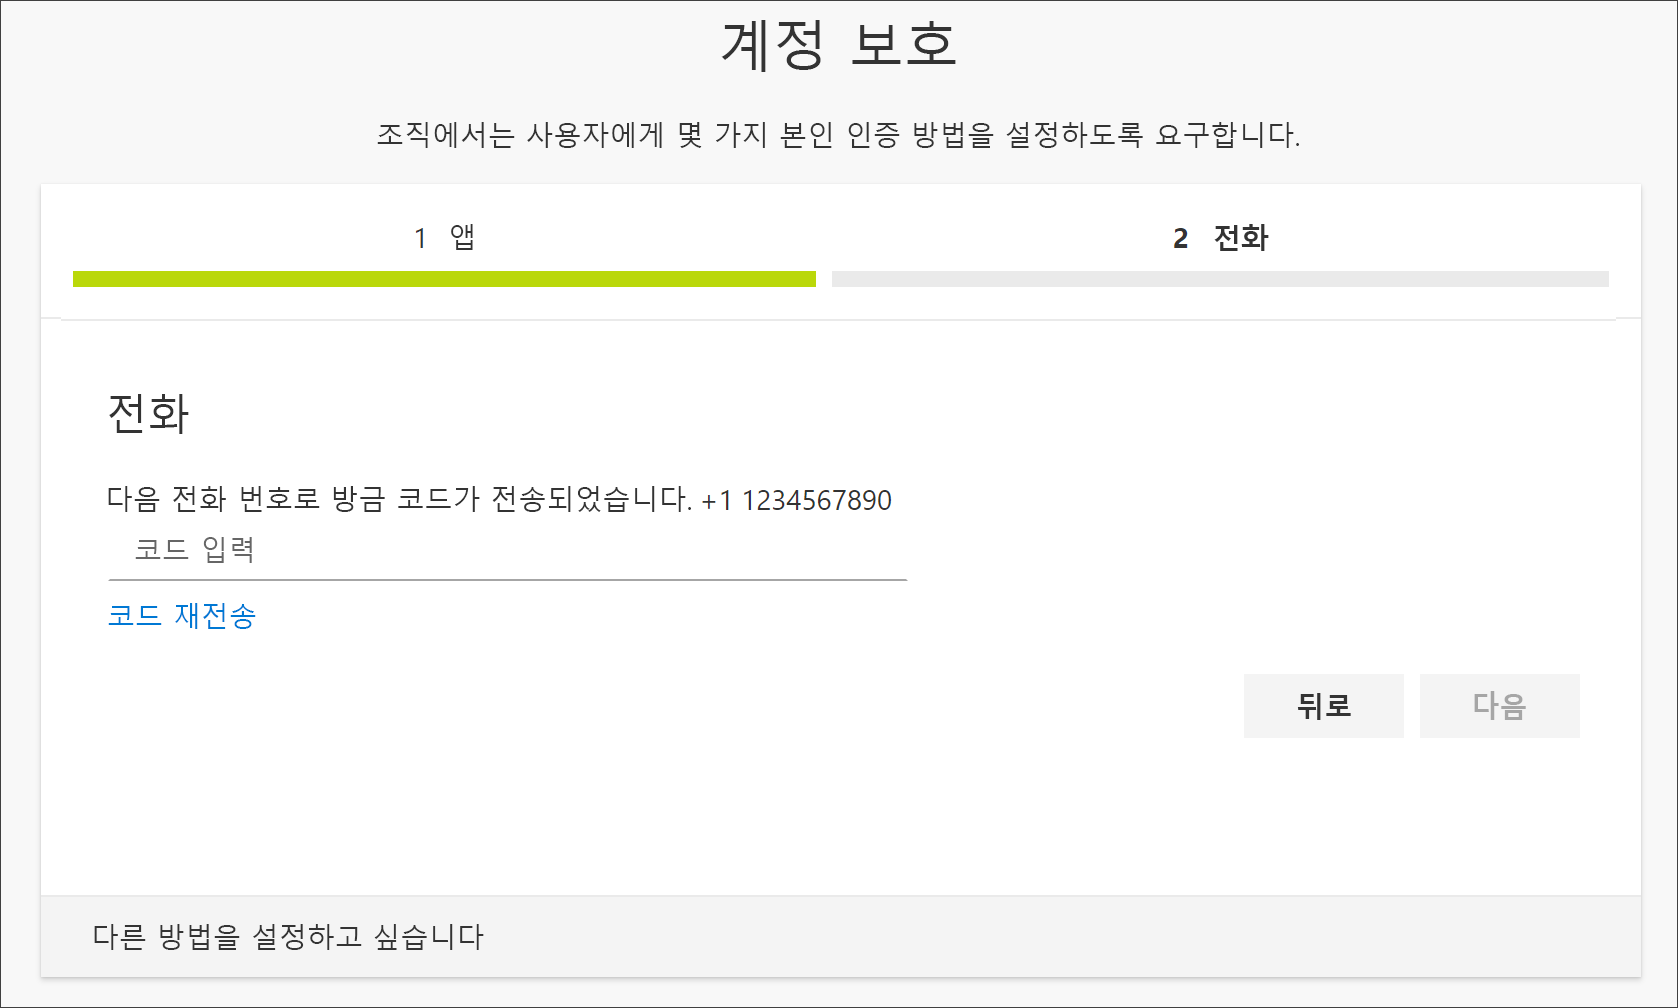 계정 보호
조직에서는 사용자에게 몇 가지 본인 인증 방법을 설정하도록 요구합니다.
1 앱
2 전화
전화
다음 전화 번호로 방금 코드가 전송되었습니다. +1 1234567890
코드 입력
코드 재전송
뒤로 다음
다른 방법을 설정하고 싶습니다